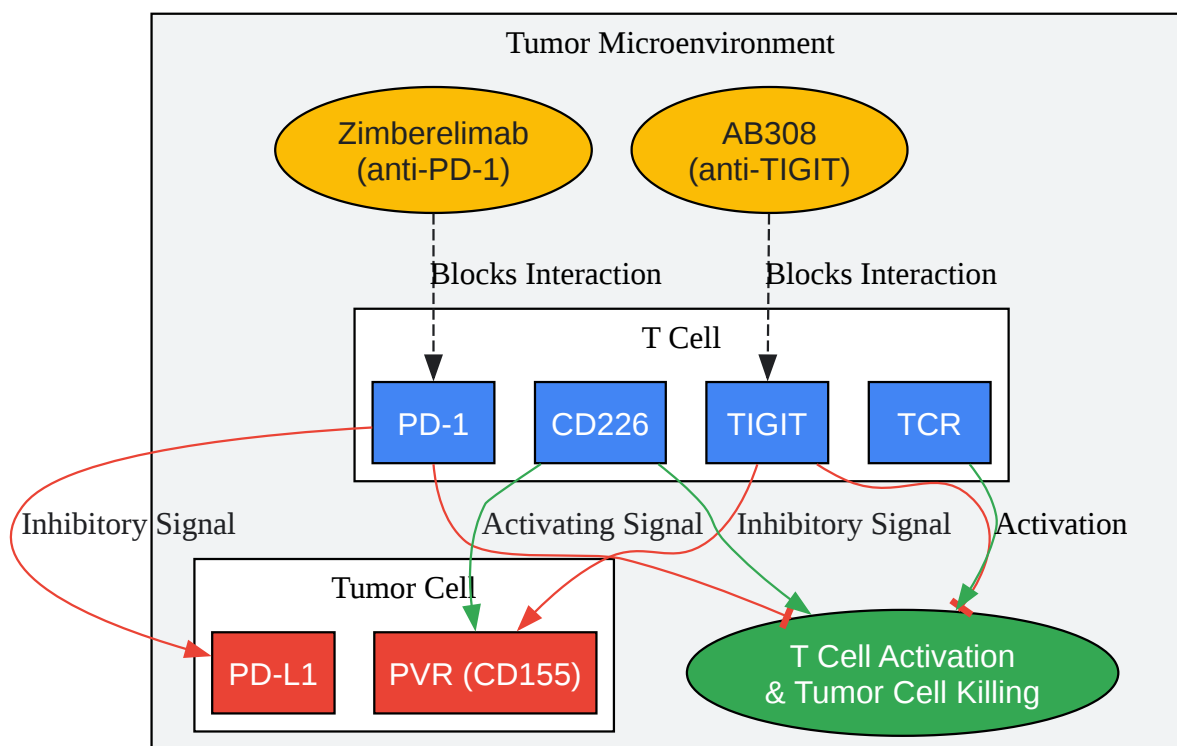 Tumor Microenvironment
Zimberelimab
(anti-PD-1)
AB308
(anti-TIGIT)
Blocks Interaction
Blocks Interaction
T Cell
PD-1
CD226
TIGIT
TCR
Inhibitory Signal
Activating Signal
Inhibitory Signal
Activation
Tumor Cell
PD-L1
PVR (CD155)
T Cell Activation
& Tumor Cell Killing